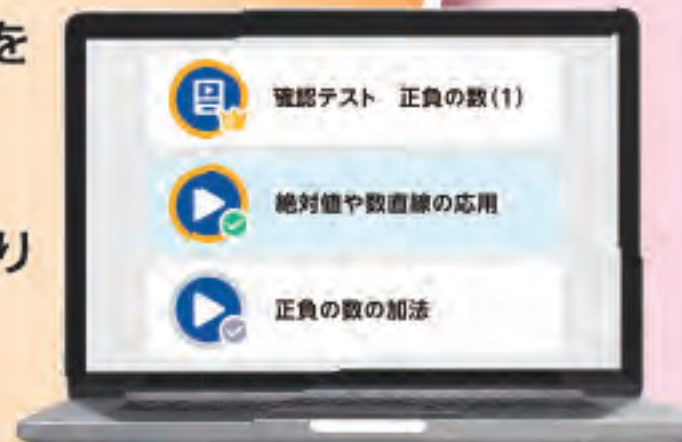 を
り
確認テスト 正負の数(1)
絶対値や数直線の応用
正負の数の加法